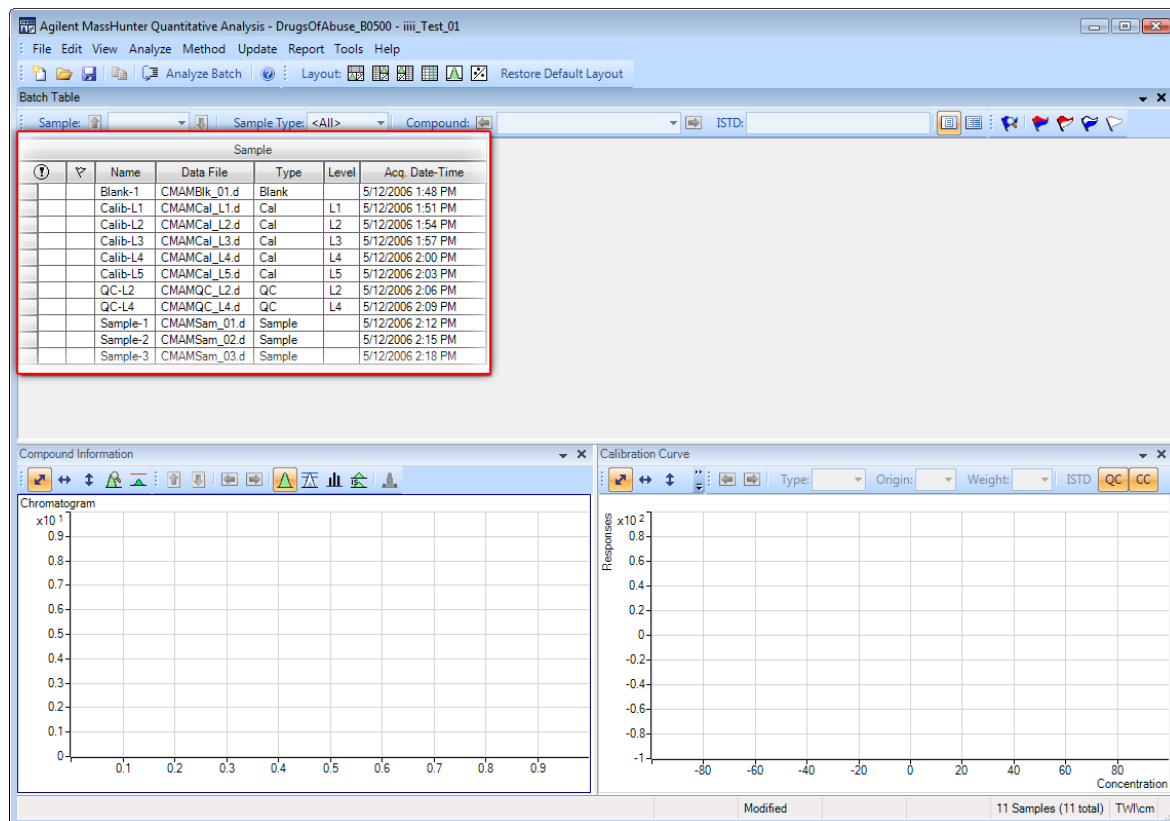 Agilent MassHunter Quantitative Analysis - DrugsOfAbuse_B0500 - iiii_Test_01
File Edit View Analyze Method Update Report Tools Help
Analyze Batch Layout: Restore Default Layout
Batch Table
Sample: Sample Type: <All> Compound: ISTD:
Sample
Name Data File Type Level Acq. Date-Time
Blank-1 CMAMBlk_01.d Blank 5/12/2006 1:48 PM
Calib-L1 CMAMCal_L1.d Cal L1 5/12/2006 1:51 PM
Calib-L2 CMAMCal_L2.d Cal L2 5/12/2006 1:54 PM
Calib-L3 CMAMCal_L3.d Cal L3 5/12/2006 1:57 PM
Calib-L4 CMAMCal_L4.d Cal L4 5/12/2006 2:00 PM
Calib-L5 CMAMCal_L5.d Cal L5 5/12/2006 2:03 PM
QC-L2 CMAMQC_L2.d QC L2 5/12/2006 2:06 PM
QC-L4 CMAMQC_L4.d QC L4 5/12/2006 2:09 PM
Sample-1 CMAMSam_01.d Sample 5/12/2006 2:12 PM
Sample-2 CMAMSam_02.d Sample 5/12/2006 2:15 PM
Sample-3 CMAMSam_03.d Sample 5/12/2006 2:18 PM
Compound Information
Chromatogram
x10 1
0.9
0.8
0.7
0.6
0.5
0.4
0.3
0.2
0.1
0
0.1 0.2 0.3 0.4 0.5 0.6 0.7 0.8 0.9
Calibration Curve
Type: Origin: Weight: ISTD QC CC
Responses
x10 2
0.8
0.6
0.4
0.2
0
-0.2
-0.4
-0.6
-0.8
-1
-80 -60 -40 -20 0 20 40 60 80
Concentration
Modified 11 Samples (11 total) TWI\cm